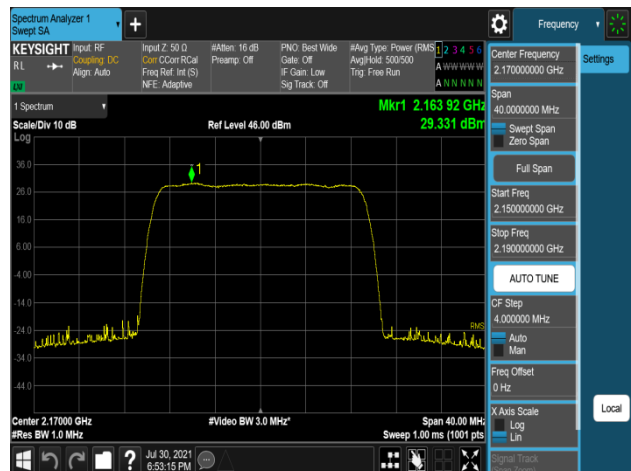 Spectrum Analyzer 1
Swept SA
+
Frequency
KEYSIGHT
RL
LXI
Input: RF
Coupling: DC
Align: Auto
Input Z: 50 Ω
Corr CCorr RCal
Freq Ref: Int (S)
NFE: Adaptive
#Atten: 16 dB
Preamp: Off
PNO: Best Wide
Gate: Off
IF Gain: Low
Sig Track: Off
#Avg Type: Power (RMS
Avg|Hold: 500/500
Trig: Free Run
1 2 3 4 5 6
A W W W W W
A N N N N N
1 Spectrum
Scale/Div 10 dB
Log
Ref Level 46.00 dBm
Mkr1 2.163 92 GHz
29.331 dBm
1
36.0
26.0
16.0
6.00
-4.00
-14.0
-24.0
-34.0
-44.0
RMS
Center 2.17000 GHz
#Res BW 1.0 MHz
#Video BW 3.0 MHz*
Span 40.00 MHz
Sweep 1.00 ms (1001 pts
?
Jul 30, 2021
6:53:15 PM
Center Frequency
2.170000000 GHz
Span
40.0000000 MHz
Swept Span
Zero Span
Full Span
Start Freq
2.150000000 GHz
Stop Freq
2.190000000 GHz
AUTO TUNE
CF Step
4.000000 MHz
Auto
Man
Freq Offset
0 Hz
X Axis Scale
Log
Lin
Signal Track
Settings
Local